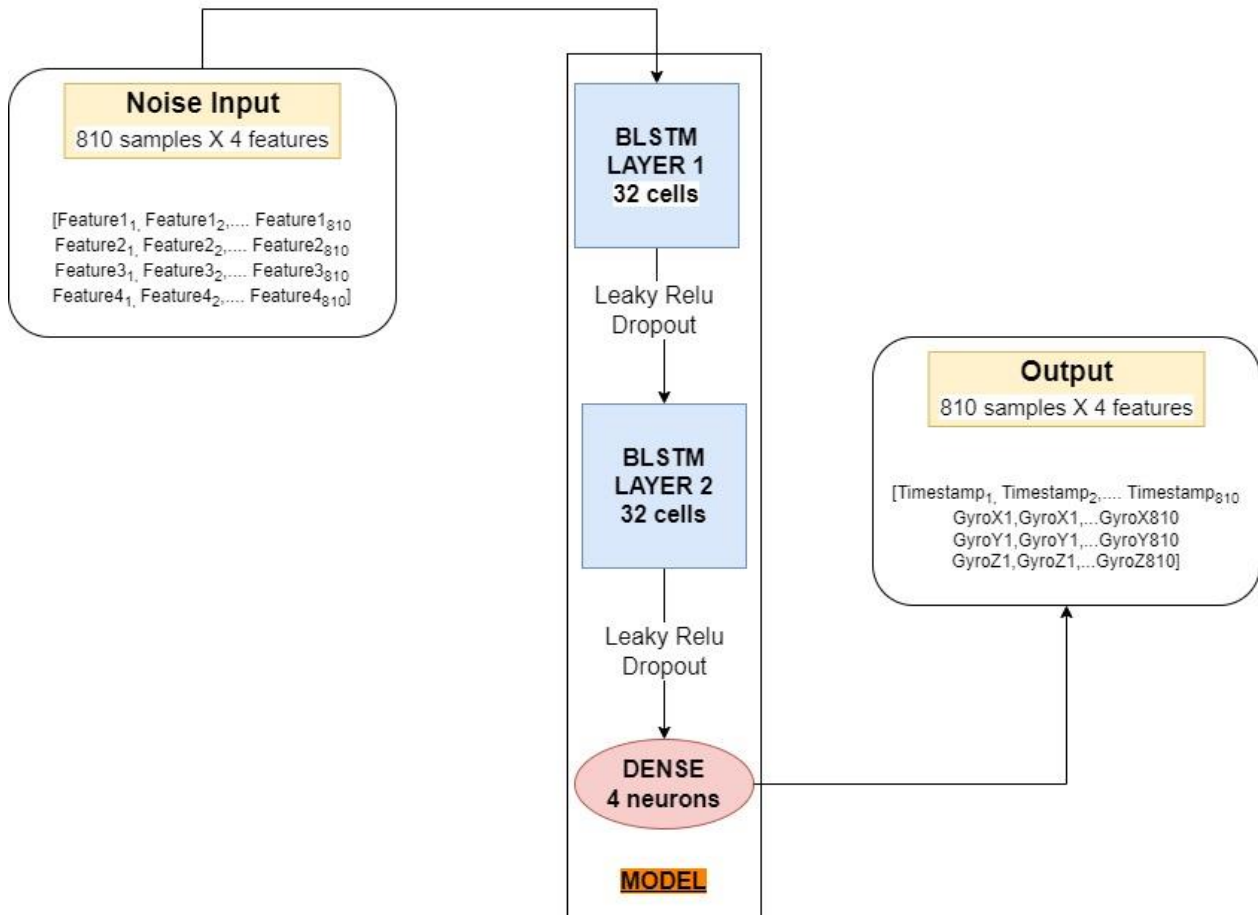 Noise Input
810 samples X 4 features
[Feature1₁, Feature1₂,.... Feature1₈₁₀
Feature2₁, Feature2₂,.... Feature2₈₁₀
Feature3₁, Feature3₂,.... Feature3₈₁₀
Feature4₁, Feature4₂,.... Feature4₈₁₀]
BLSTM
LAYER 1
32 cells
Leaky Relu
Dropout
BLSTM
LAYER 2
32 cells
Leaky Relu
Dropout
DENSE
4 neurons
MODEL
Output
810 samples X 4 features
[Timestamp₁, Timestamp₂,.... Timestamp₈₁₀
GyroX1,GyroX1,...GyroX810
GyroY1,GyroY1,...GyroY810
GyroZ1,GyroZ1,...GyroZ810]